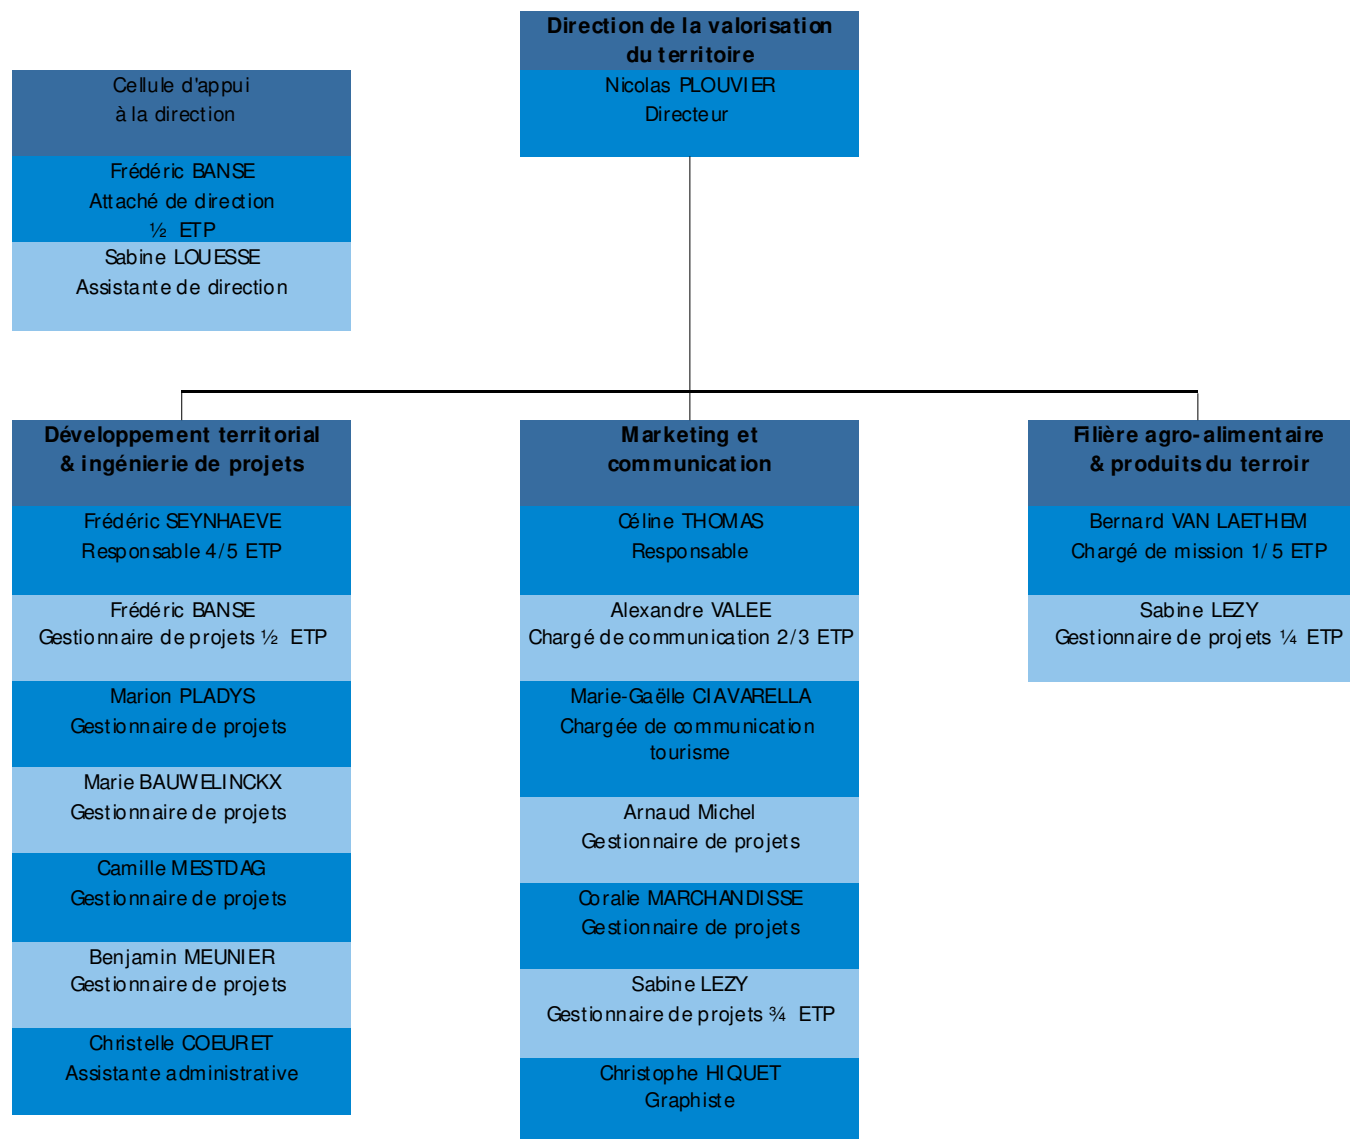 Direction de la valorisation
du territoire
Nicolas PLOUVIER
Directeur
Cellule d'appui
à la direction
Frédéric BANSE
Attaché de direction
½ ETP
Sabine LOUESSE
Assistante de direction
Développement territorial
& ingénierie de projets
Frédéric SEYNHAEVE
Responsable 4/5 ETP
Frédéric BANSE
Gestionnaire de projets ½ ETP
Marion PLADYS
Gestionnaire de projets
Marie BAUWELINCKX
Gestionnaire de projets
Camille MESTDAG
Gestionnaire de projets
Benjamin MEUNIER
Gestionnaire de projets
Christelle COEURET
Assistante administrative
Marketing et
communication
Céline THOMAS
Responsable
Alexandre VALEE
Chargé de communication 2/3 ETP
Marie-Gaëlle CIAVARELLA
Chargée de communication
tourisme
Arnaud Michel
Gestionnaire de projets
Coralie MARCHANDISSE
Gestionnaire de projets
Sabine LEZY
Gestionnaire de projets ¾ ETP
Christophe HIQUET
Graphiste
Filière agro-alimentaire
& produits du terroir
Bernard VAN LAETHEM
Chargé de mission 1/5 ETP
Sabine LEZY
Gestionnaire de projets ¼ ETP